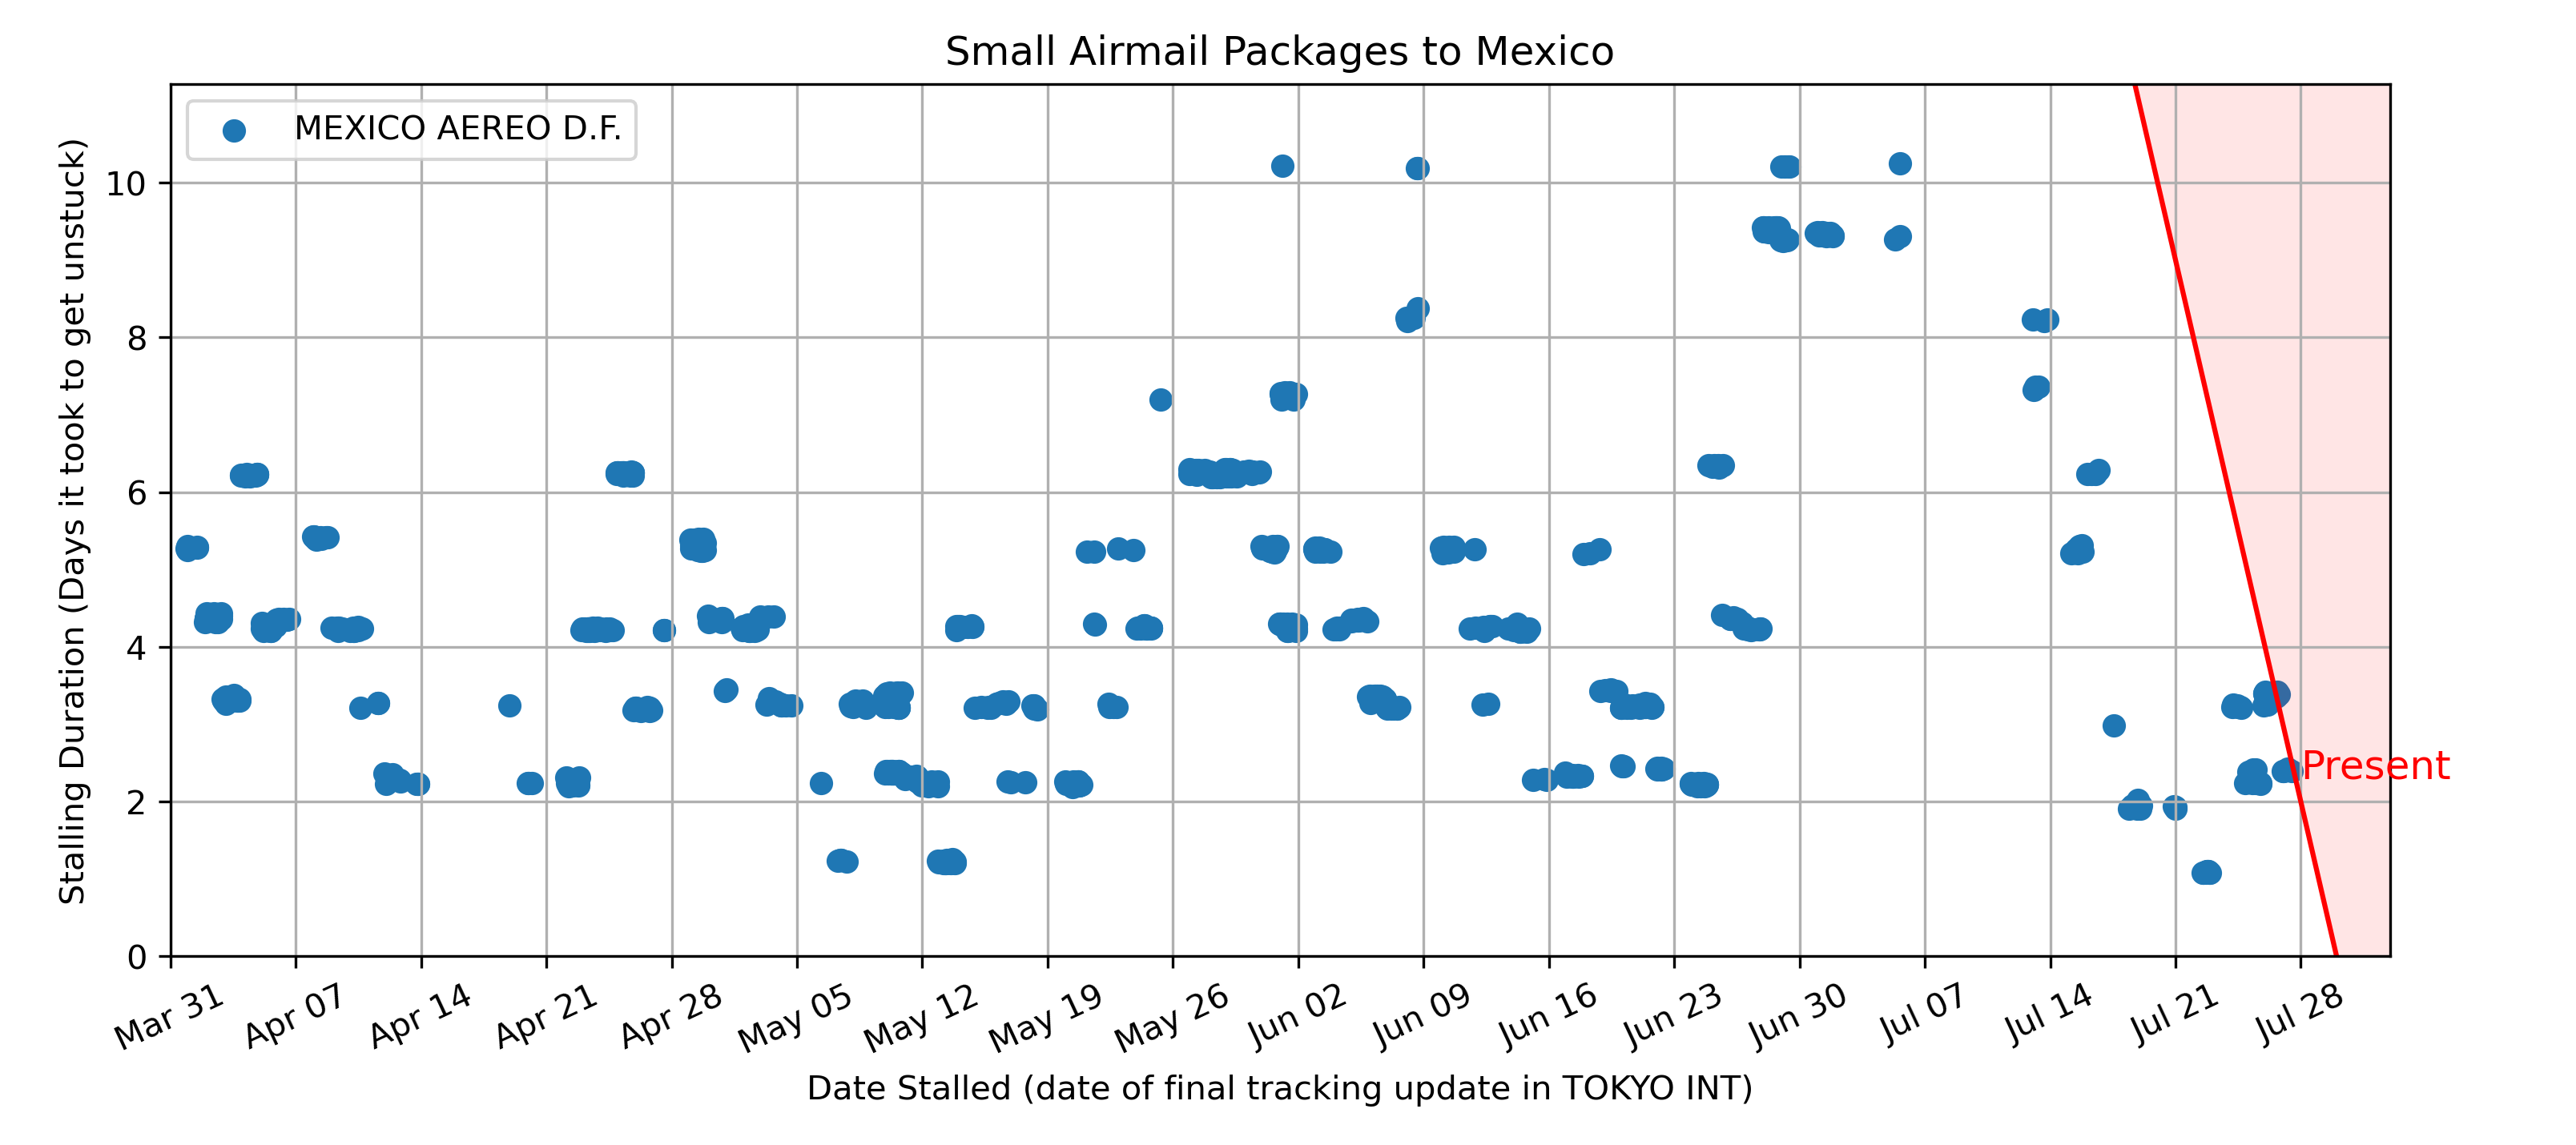 Small Airmail Packages to Mexico
MEXICO AEREO D.F.
Stalling Duration (Days it took to get unstuck)
10
8
6
4
2
0
Present
Mar 31
Apr 07
Apr 14
Apr 21
Apr 28
May 05
May 12
May 19
May 26
Jun 02
Jun 09
Jun 16
Jun 23
Jun 30
Jul 07
Jul 14
Jul 21
Jul 28
Date Stalled (date of final tracking update in TOKYO INT)